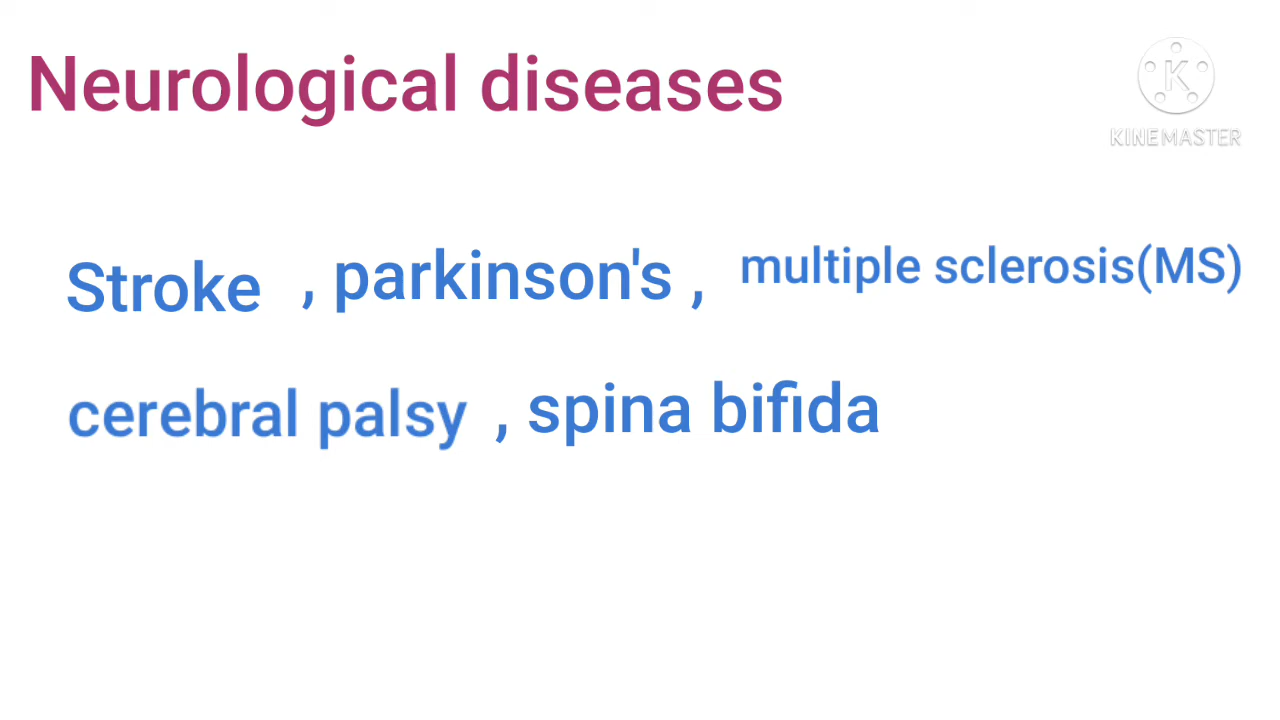 Neurological diseases
K
KINEMASTER
Stroke , parkinson's , multiple sclerosis(MS)
cerebral palsy , spina bifida